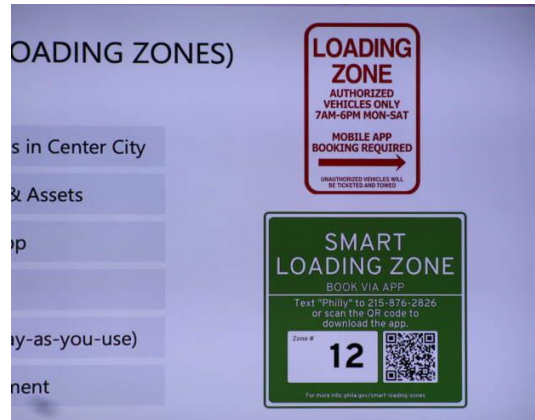 OADING ZONES)
s in Center City
& Assets
pp
ay-as-you-use)
ment
LOADING
ZONE
AUTHORIZED
VEHICLES ONLY
7AM-6PM MON-SAT
MOBILE APP
BOOKING REQUIRED
UNAUTHORIZED VEHICLES WILL
BE TICKETED AND TOWED
SMART
LOADING ZONE
BOOK VIA APP
Text "Philly" to 215-876-2826
or scan the QR code to
download the app.
Zone #
12
For more info: phila.gov/smart-loading-zones